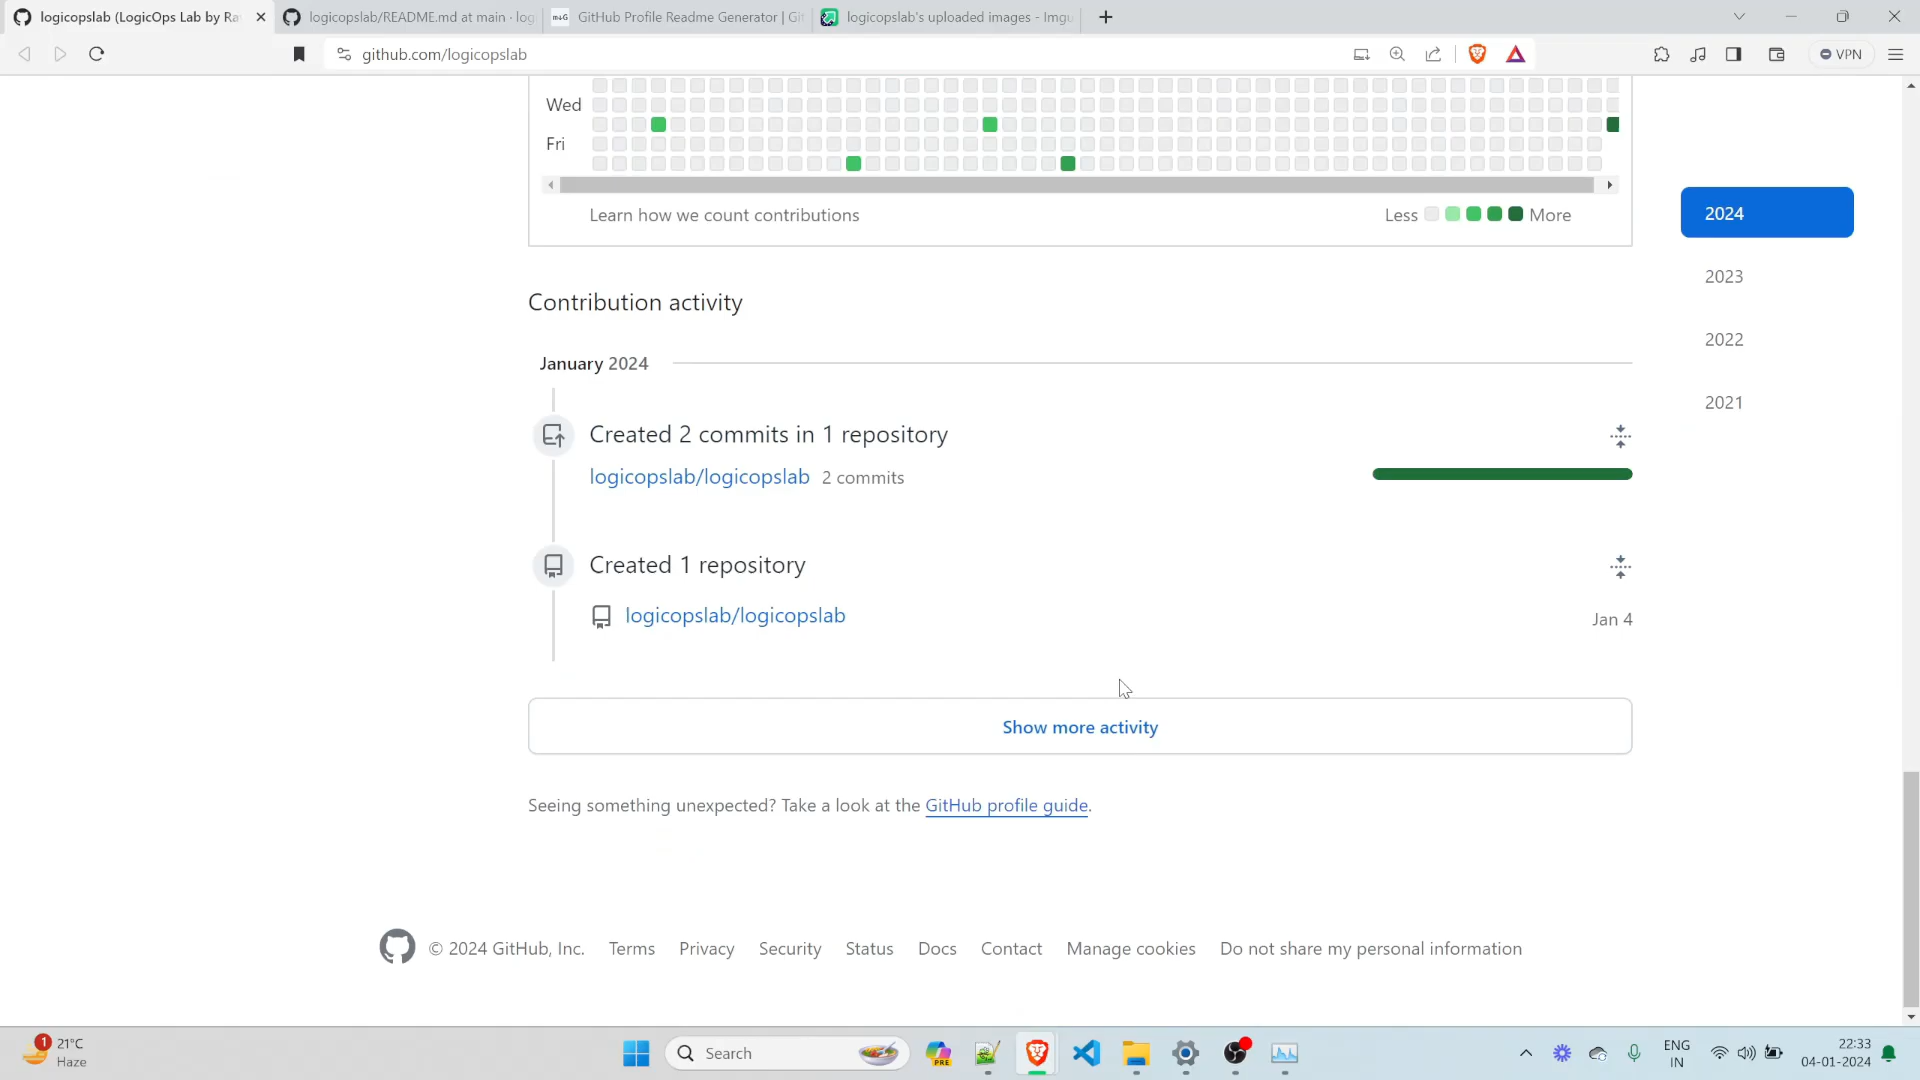 logicopslab (LogicOps Lab by Ra
logicopslab/README.md at main · log
GitHub Profile Readme Generator | Gi
logicopslab's uploaded images - Imgu
github.com/logicopslab
VPN
Wed
Fri
Learn how we count contributions
Less
More
2024
2023
2022
2021
Contribution activity
January 2024
Created 2 commits in 1 repository
logicopslab/logicopslab 2 commits
Created 1 repository
logicopslab/logicopslab
Jan 4
Show more activity
Seeing something unexpected? Take a look at the GitHub profile guide.
© 2024 GitHub, Inc. Terms Privacy Security Status Docs Contact Manage cookies Do not share my personal information
1
21°C
Haze
Search
PRE
ENG
IN
22:33
04-01-2024